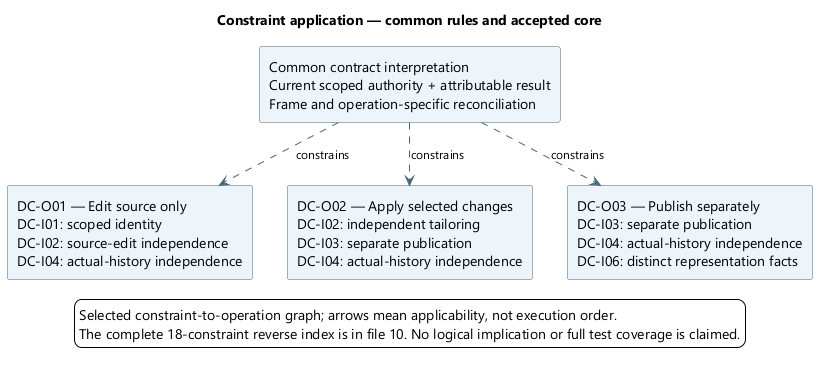 Constraint application — common rules and accepted core
Common contract interpretation
Current scoped authority + attributable result
Frame and operation-specific reconciliation
constrains
constrains
constrains
DC-O01 — Edit source only
DC-I01: scoped identity
DC-I02: source-edit independence
DC-I04: actual-history independence
DC-O02 — Apply selected changes
DC-I02: independent tailoring
DC-I03: separate publication
DC-I04: actual-history independence
DC-O03 — Publish separately
DC-I03: separate publication
DC-I04: actual-history independence
DC-I06: distinct representation facts
Selected constraint-to-operation graph; arrows mean applicability, not execution order.
The complete 18-constraint reverse index is in file 10. No logical implication or full test coverage is claimed.